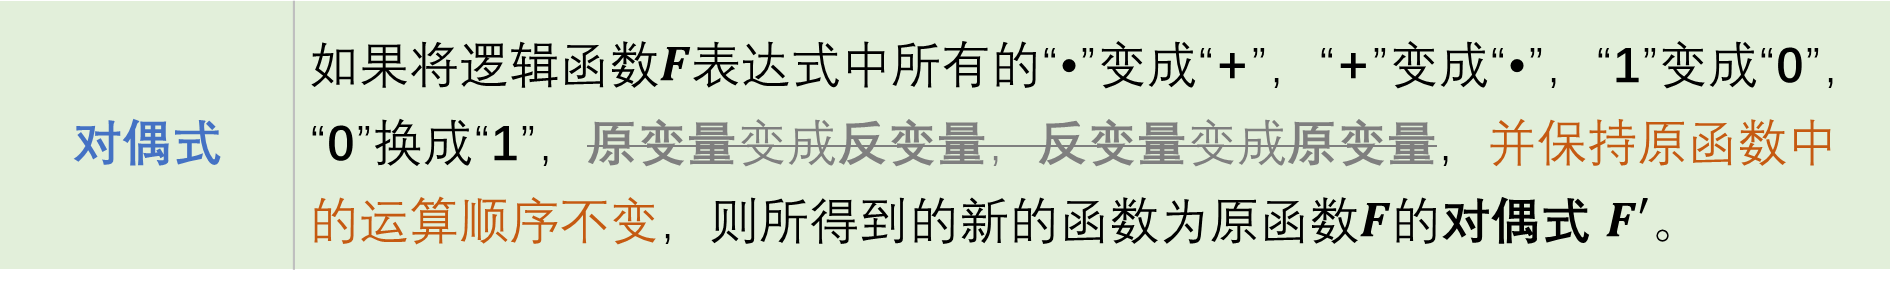 对偶式
如果将逻辑函数F表达式中所有的“•”变成“+”，“+”变成“•”，“1”变成“0”，
“0”换成“1”，原变量变成反变量，反变量变成原变量，并保持原函数中
的运算顺序不变，则所得到的新的函数为原函数F的对偶式 F′。